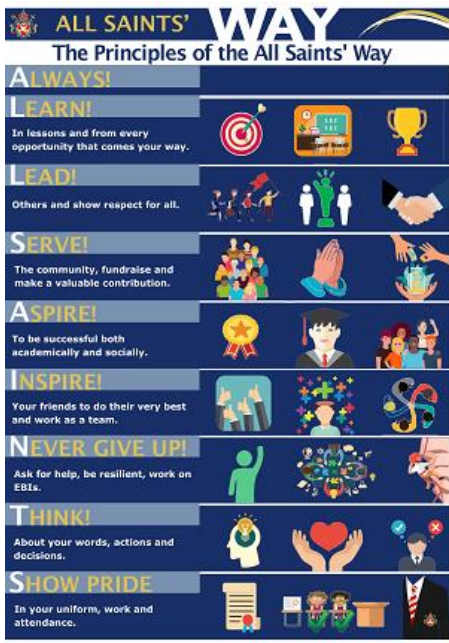 ALL SAINTS' WAY
The Principles of the All Saints' Way
ALWAYS!
LEARN!
In lessons and from every
opportunity that comes your way.
LEAD!
Others and show respect for all.
SERVE!
The community, fundraise and
make a valuable contribution.
ASPIRE!
To be successful both
academically and socially.
INSPIRE!
Your friends to do their very best
and work as a team.
NEVER GIVE UP!
Ask for help, be resilient, work on
EBIs.
THINK!
About your words, actions and
decisions.
SHOW PRIDE
In your uniform, work and
attendance.